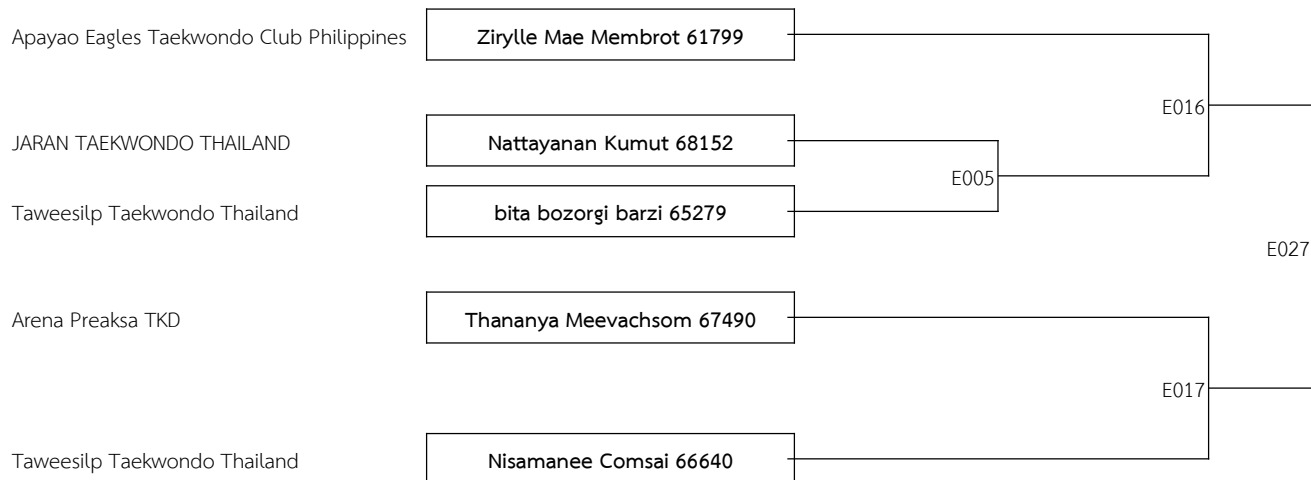 Apayao Eagles Taekwondo Club Philippines Zirylle Mae Membrot 61799
E016
JARAN TAEKWONDO THAILAND Nattayanan Kumut 68152
E005
Taweesilp Taekwondo Thailand bita bozorgi barzi 65279
E027
Arena Preaksa TKD Thananya Meevachsom 67490
E017
Taweesilp Taekwondo Thailand Nisamanee Comsai 66640